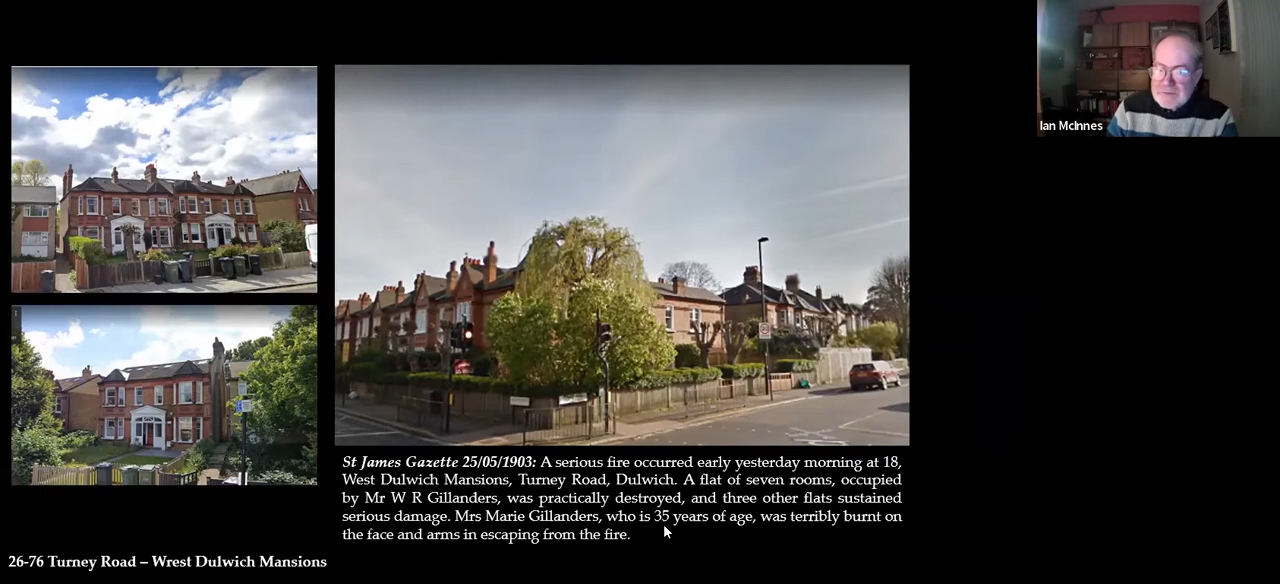 Ian McInnes
St James Gazette 25/05/1903: A serious fire occurred early yesterday morning at 18,
West Dulwich Mansions, Turney Road, Dulwich. A flat of seven rooms, occupied
by Mr W R Gillanders, was practically destroyed, and three other flats sustained
serious damage. Mrs Marie Gillanders, who is 35 years of age, was terribly burnt on
the face and arms in escaping from the fire.
26-76 Turney Road – Wrest Dulwich Mansions